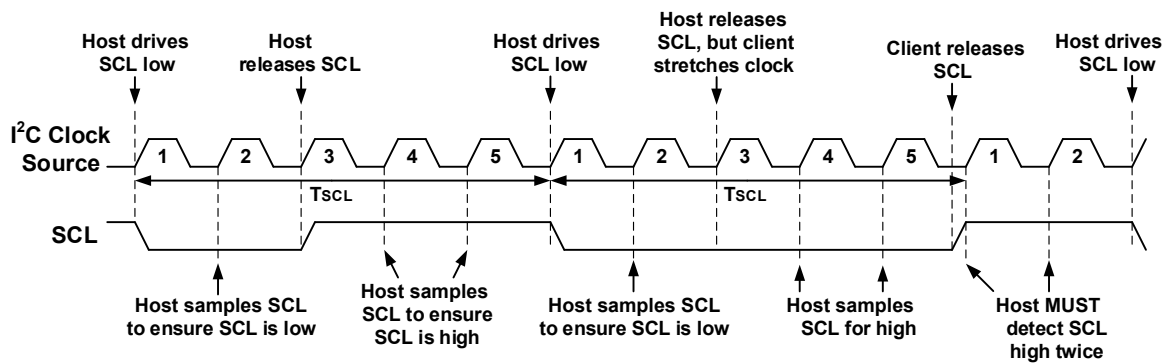 Host drives
SCL low
Host
releases SCL
Host drives
SCL low
Host releases
SCL, but client
stretches clock
Client releases
SCL
Host drives
SCL low
I²C Clock
Source
1 2 3 4 5 1 2 3 4 5 1 2
TSCL TSCL
SCL
Host samples SCL
to ensure SCL is low
Host samples
SCL to ensure
SCL is high
Host samples SCL
to ensure SCL is low
Host samples
SCL for high
Host MUST
detect SCL
high twice